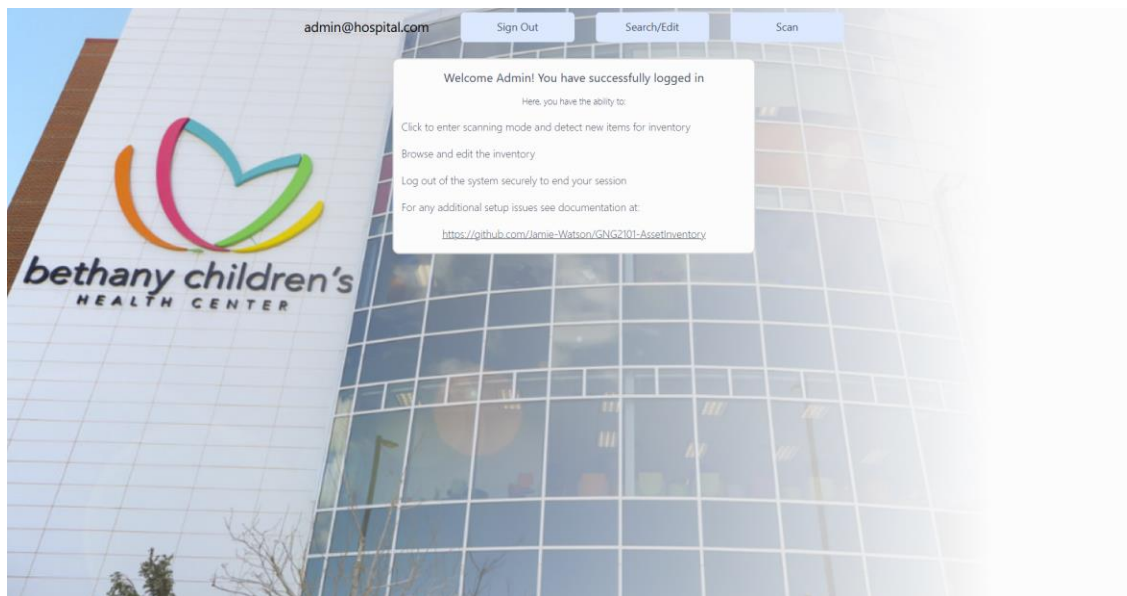 admin@hospital.com Sign Out Search/Edit Scan
Welcome Admin! You have successfully logged in
Here, you have the ability to:
Click to enter scanning mode and detect new items for inventory
Browse and edit the inventory
Log out of the system securely to end your session
For any additional setup issues see documentation at:
https://github.com/Jamie-Watson/GNG2101-AssetInventory
bethany children's
HEALTH CENTER